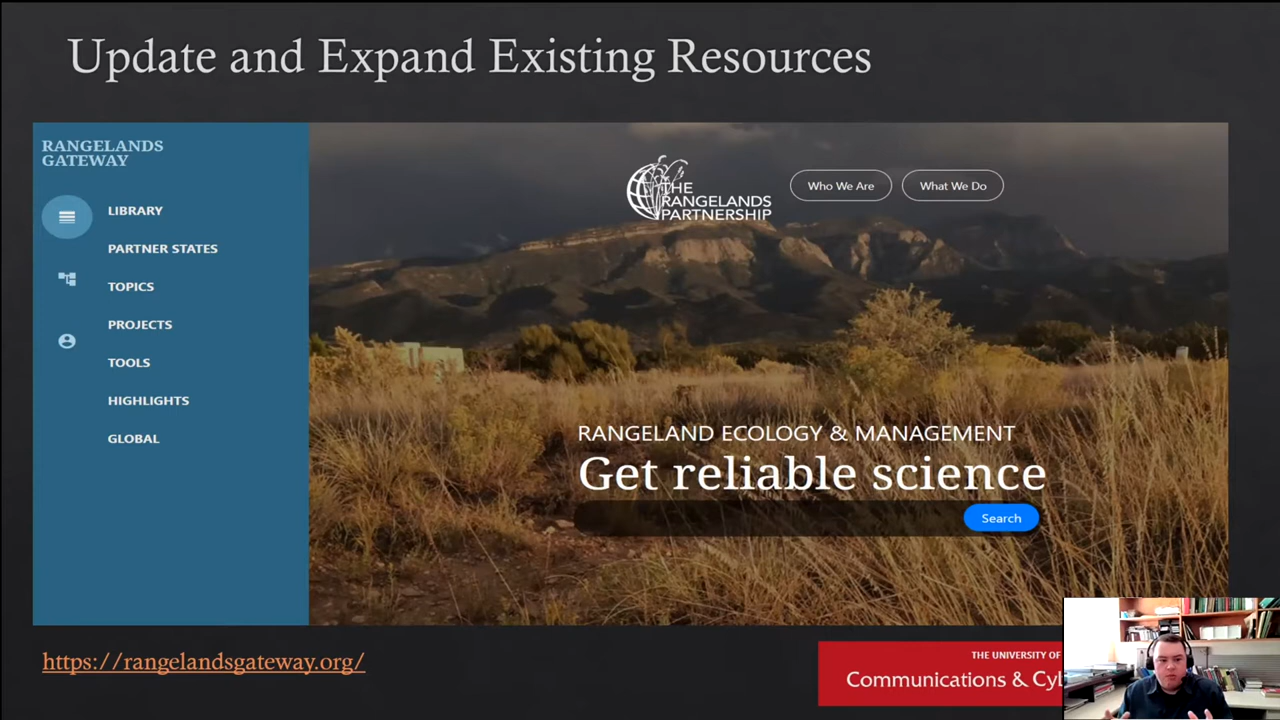 Update and Expand Existing Resources
RANGELANDS
GATEWAY
LIBRARY
PARTNER STATES
TOPICS
PROJECTS
TOOLS
HIGHLIGHTS
GLOBAL
THE
RANGELANDS
PARTNERSHIP
Who We Are
What We Do
RANGELAND ECOLOGY & MANAGEMENT
Get reliable science
Search
https://rangelandsgateway.org/
THE UNIVERSITY OF
Communications & Cy